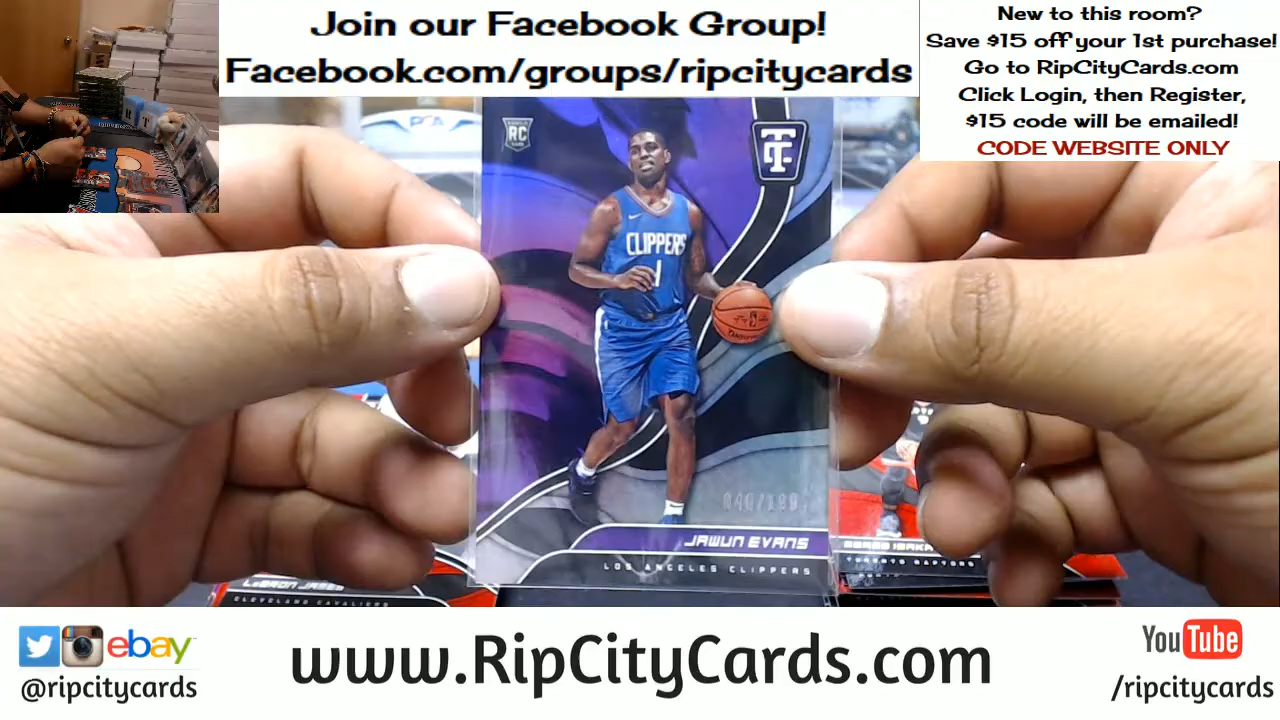 Join our Facebook Group!
Facebook.com/groups/ripcitycards
New to this room?
Save $15 off your 1st purchase!
Go to RipCityCards.com
Click Login, then Register,
$15 code will be emailed!
CODE WEBSITE ONLY
RC
CLIPPERS
1
JAWUN EVANS
LOS ANGELES CLIPPERS
LEBRON JAMES
CLEVELAND CAVALIERS
TORONTO RAPTORS
ebay
@ripcitycards
www.RipCityCards.com
YouTube
/ripcitycards